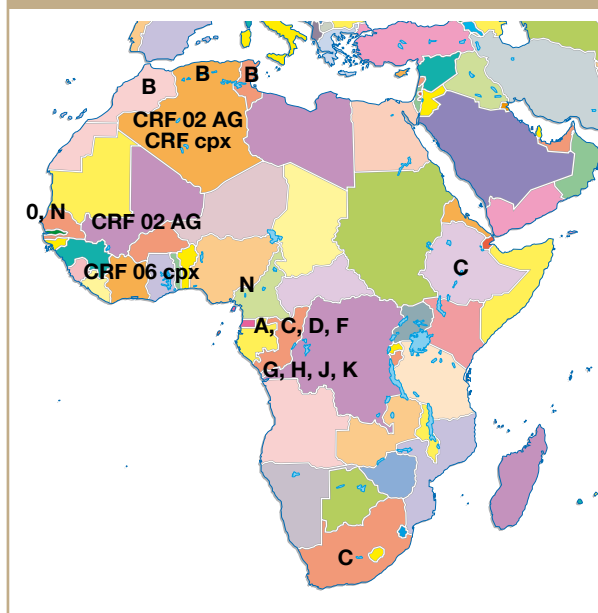 B
B
B
CRF 02 AG
CRF cpx
0, N
CRF 02 AG
CRF 06 cpx
C
N
A, C, D, F
G, H, J, K
C